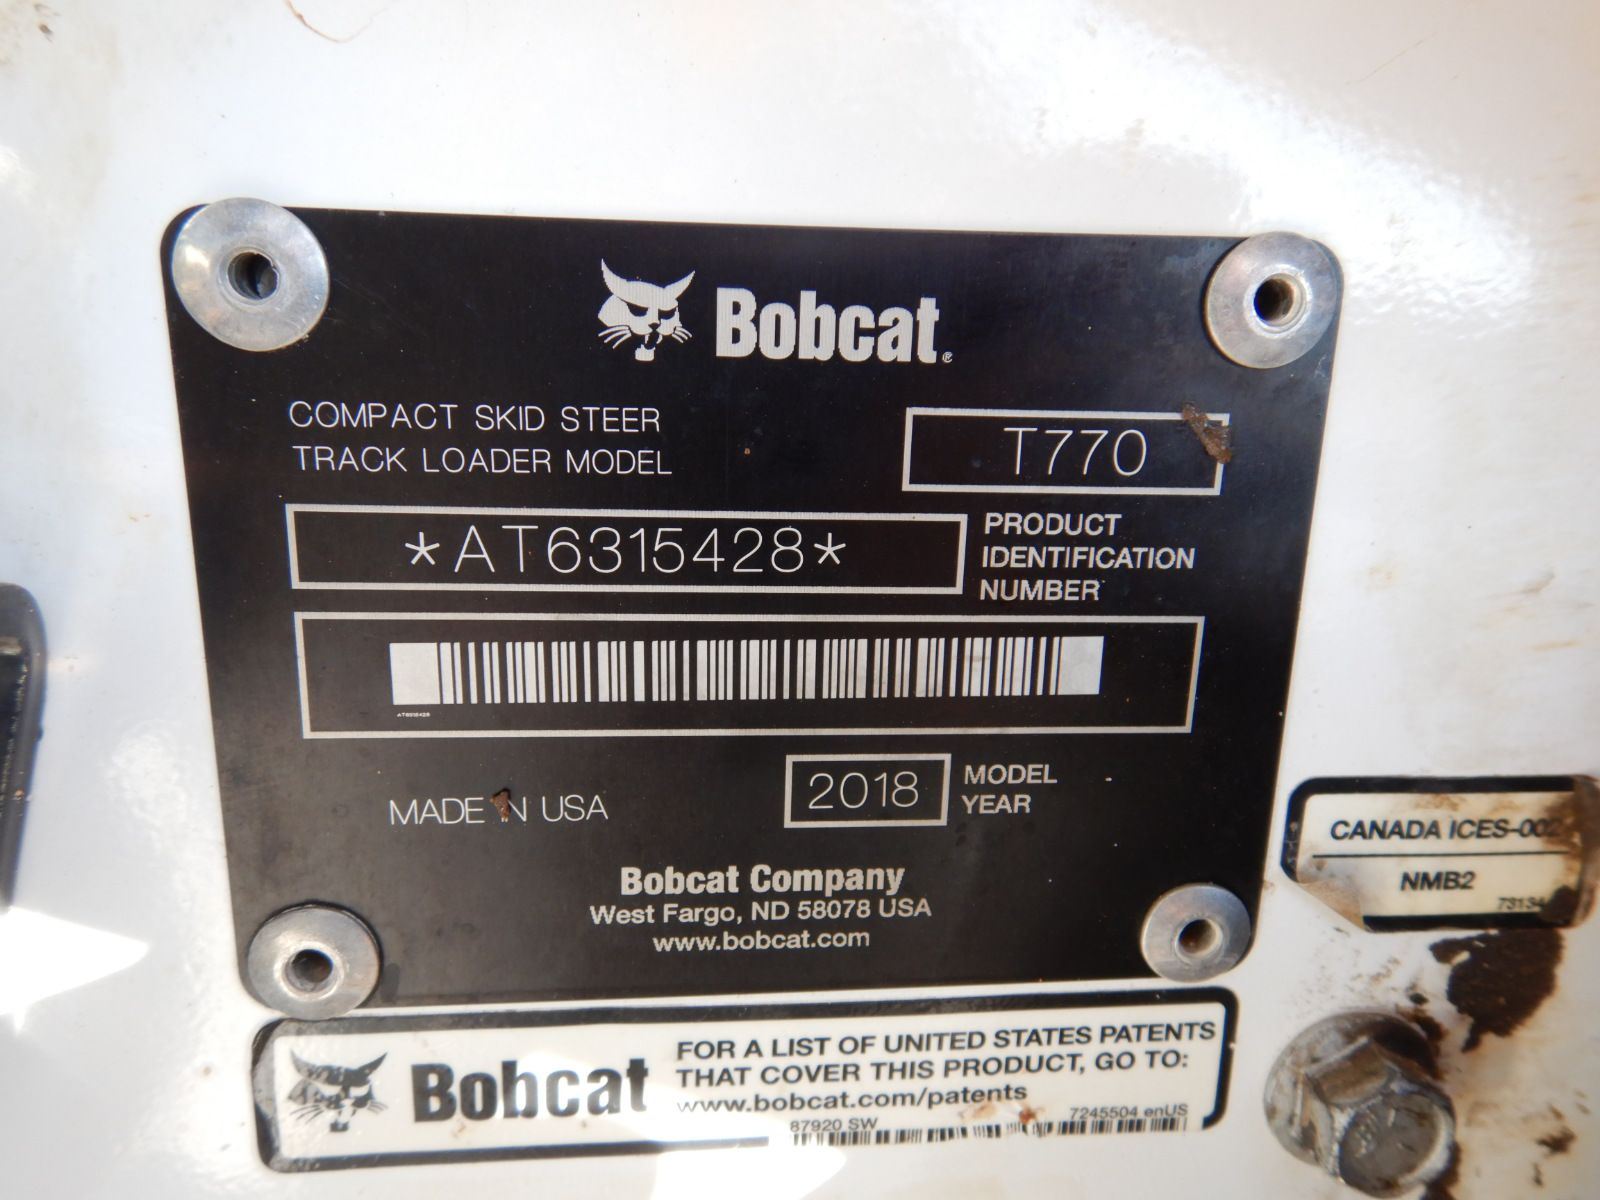 Bobcat®
COMPACT SKID STEER
TRACK LOADER MODEL
T770
*AT6315428*
PRODUCT
IDENTIFICATION
NUMBER
AT6315428
MADE IN USA
2018
MODEL
YEAR
Bobcat Company
West Fargo, ND 58078 USA
www.bobcat.com
CANADA ICES-002
NMB2
Bobcat
FOR A LIST OF UNITED STATES PATENTS
THAT COVER THIS PRODUCT, GO TO:
www.bobcat.com/patents
87920 SW
7245504 enUS